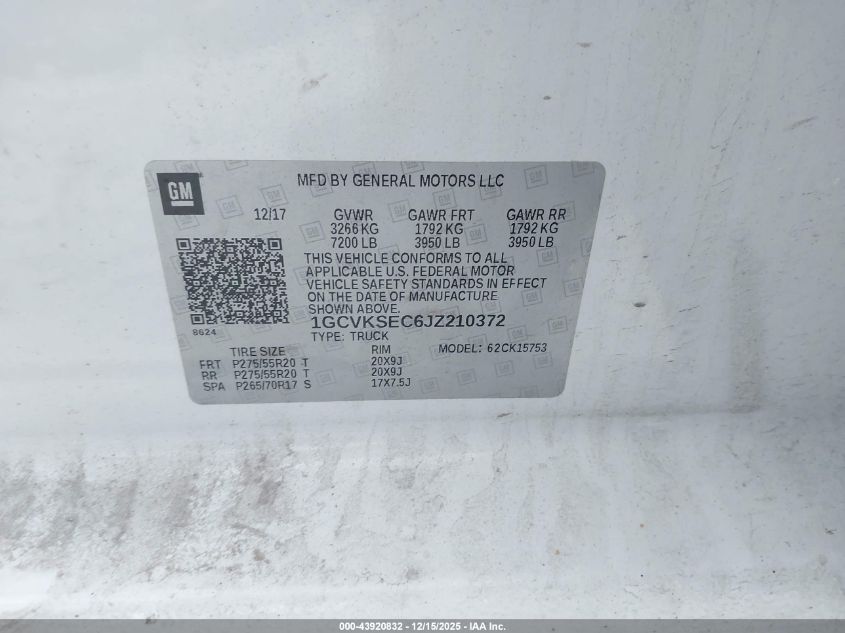 GM
MFD BY GENERAL MOTORS LLC
12/17 GVWR GAWR FRT GAWR RR
3266 KG 1792 KG 1792 KG
7200 LB 3950 LB 3950 LB
THIS VEHICLE CONFORMS TO ALL
APPLICABLE U.S. FEDERAL MOTOR
VEHICLE SAFETY STANDARDS IN EFFECT
ON THE DATE OF MANUFACTURE
SHOWN ABOVE.
8624
1GCVKSEC6JZ210372
TYPE: TRUCK
TIRE SIZE RIM MODEL: 62CK15753
FRT P275/55R20 T 20X9J
RR P275/55R20 T 20X9J
SPA P265/70R17 S 17X7.5J
000-43920832 - 12/15/2025 - IAA Inc.